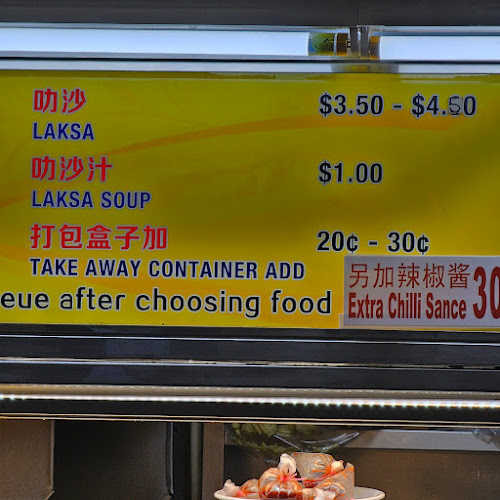 叻沙 $3.50 - $4.50
LAKSA
叻沙汁 $1.00
LAKSA SOUP
打包盒子加 20¢ - 30¢
TAKE AWAY CONTAINER ADD
eue after choosing food
另加辣椒酱
Extra Chilli Sance 30